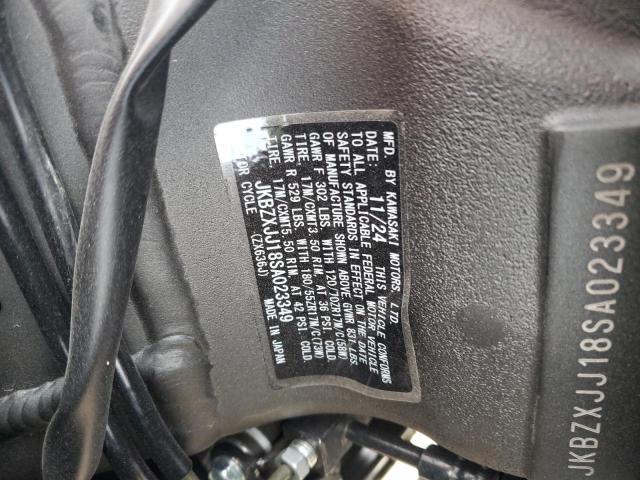 MFD. BY KAWASAKI MOTORS, LTD.
DATE: 11/24 THIS VEHICLE CONFORMS
TO ALL APPLICABLE FEDERAL MOTOR VEHICLE
SAFETY STANDARDS IN EFFECT ON THE DATE
OF MANUFACTURE SHOWN ABOVE. GVWR 831 LBS.
GAWR F 302 LBS. WITH 120/70ZR17M/C(58W)
TIRE, 17M/CXMT3.50 RIM, AT 36 PSI. COLD.
GAWR R 529 LBS. WITH 180/55ZR17M/C(73W)
TIRE, 17M/CXMT5.50 RIM, AT 42 PSI. COLD.
JKBZXJJ18SA023349
CYCLE (ZX636J) MADE IN JAPAN
JKBZXJJ18SA023349